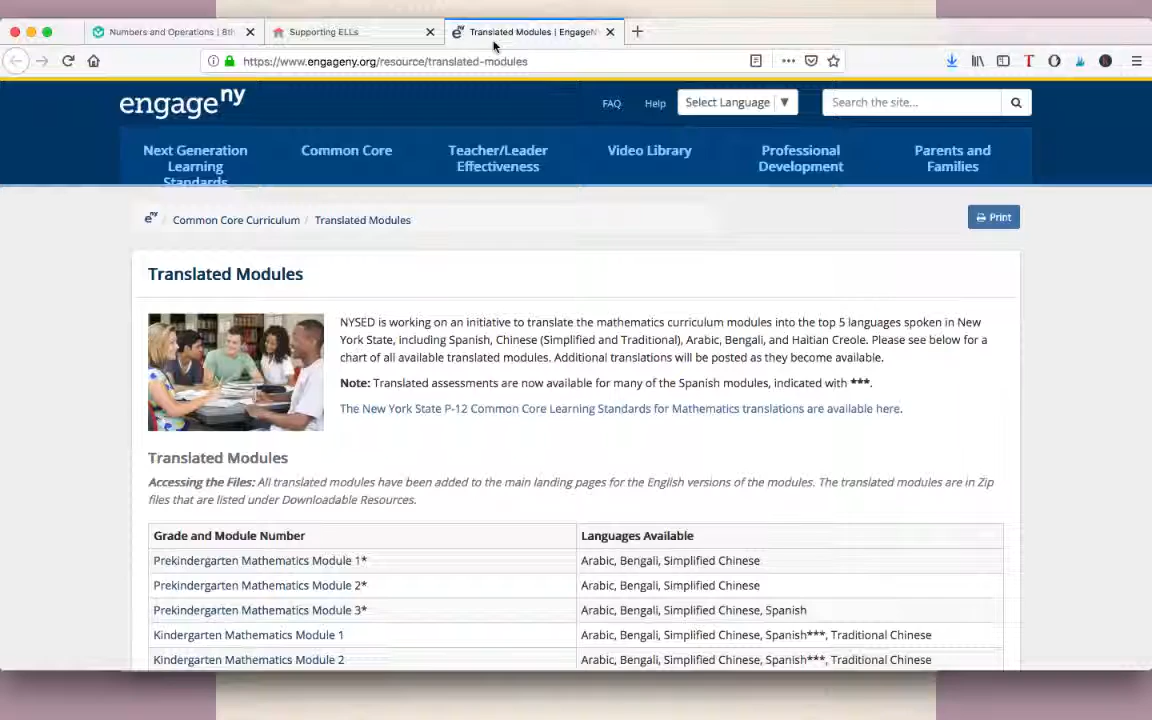 Numbers and Operations | 8th
Supporting ELLs
Translated Modules | EngageN
https://www.engageny.org/resource/translated-modules
engage ny
FAQ
Help
Select Language
Search the site...
Next Generation Learning Standards
Common Core
Teacher/Leader Effectiveness
Video Library
Professional Development
Parents and Families
Common Core Curriculum / Translated Modules
Print
Translated Modules
NYSED is working on an initiative to translate the mathematics curriculum modules into the top 5 languages spoken in New
York State, including Spanish, Chinese (Simplified and Traditional), Arabic, Bengali, and Haitian Creole. Please see below for a
chart of all available translated modules. Additional translations will be posted as they become available.
Note: Translated assessments are now available for many of the Spanish modules, indicated with ***.
The New York State P-12 Common Core Learning Standards for Mathematics translations are available here.
Translated Modules
Accessing the Files: All translated modules have been added to the main landing pages for the English versions of the modules. The translated modules are in Zip
files that are listed under Downloadable Resources.
Grade and Module Number Languages Available
Prekindergarten Mathematics Module 1* Arabic, Bengali, Simplified Chinese
Prekindergarten Mathematics Module 2* Arabic, Bengali, Simplified Chinese
Prekindergarten Mathematics Module 3* Arabic, Bengali, Simplified Chinese, Spanish
Kindergarten Mathematics Module 1 Arabic, Bengali, Simplified Chinese, Spanish***, Traditional Chinese
Kindergarten Mathematics Module 2 Arabic, Bengali, Simplified Chinese, Spanish***, Traditional Chinese